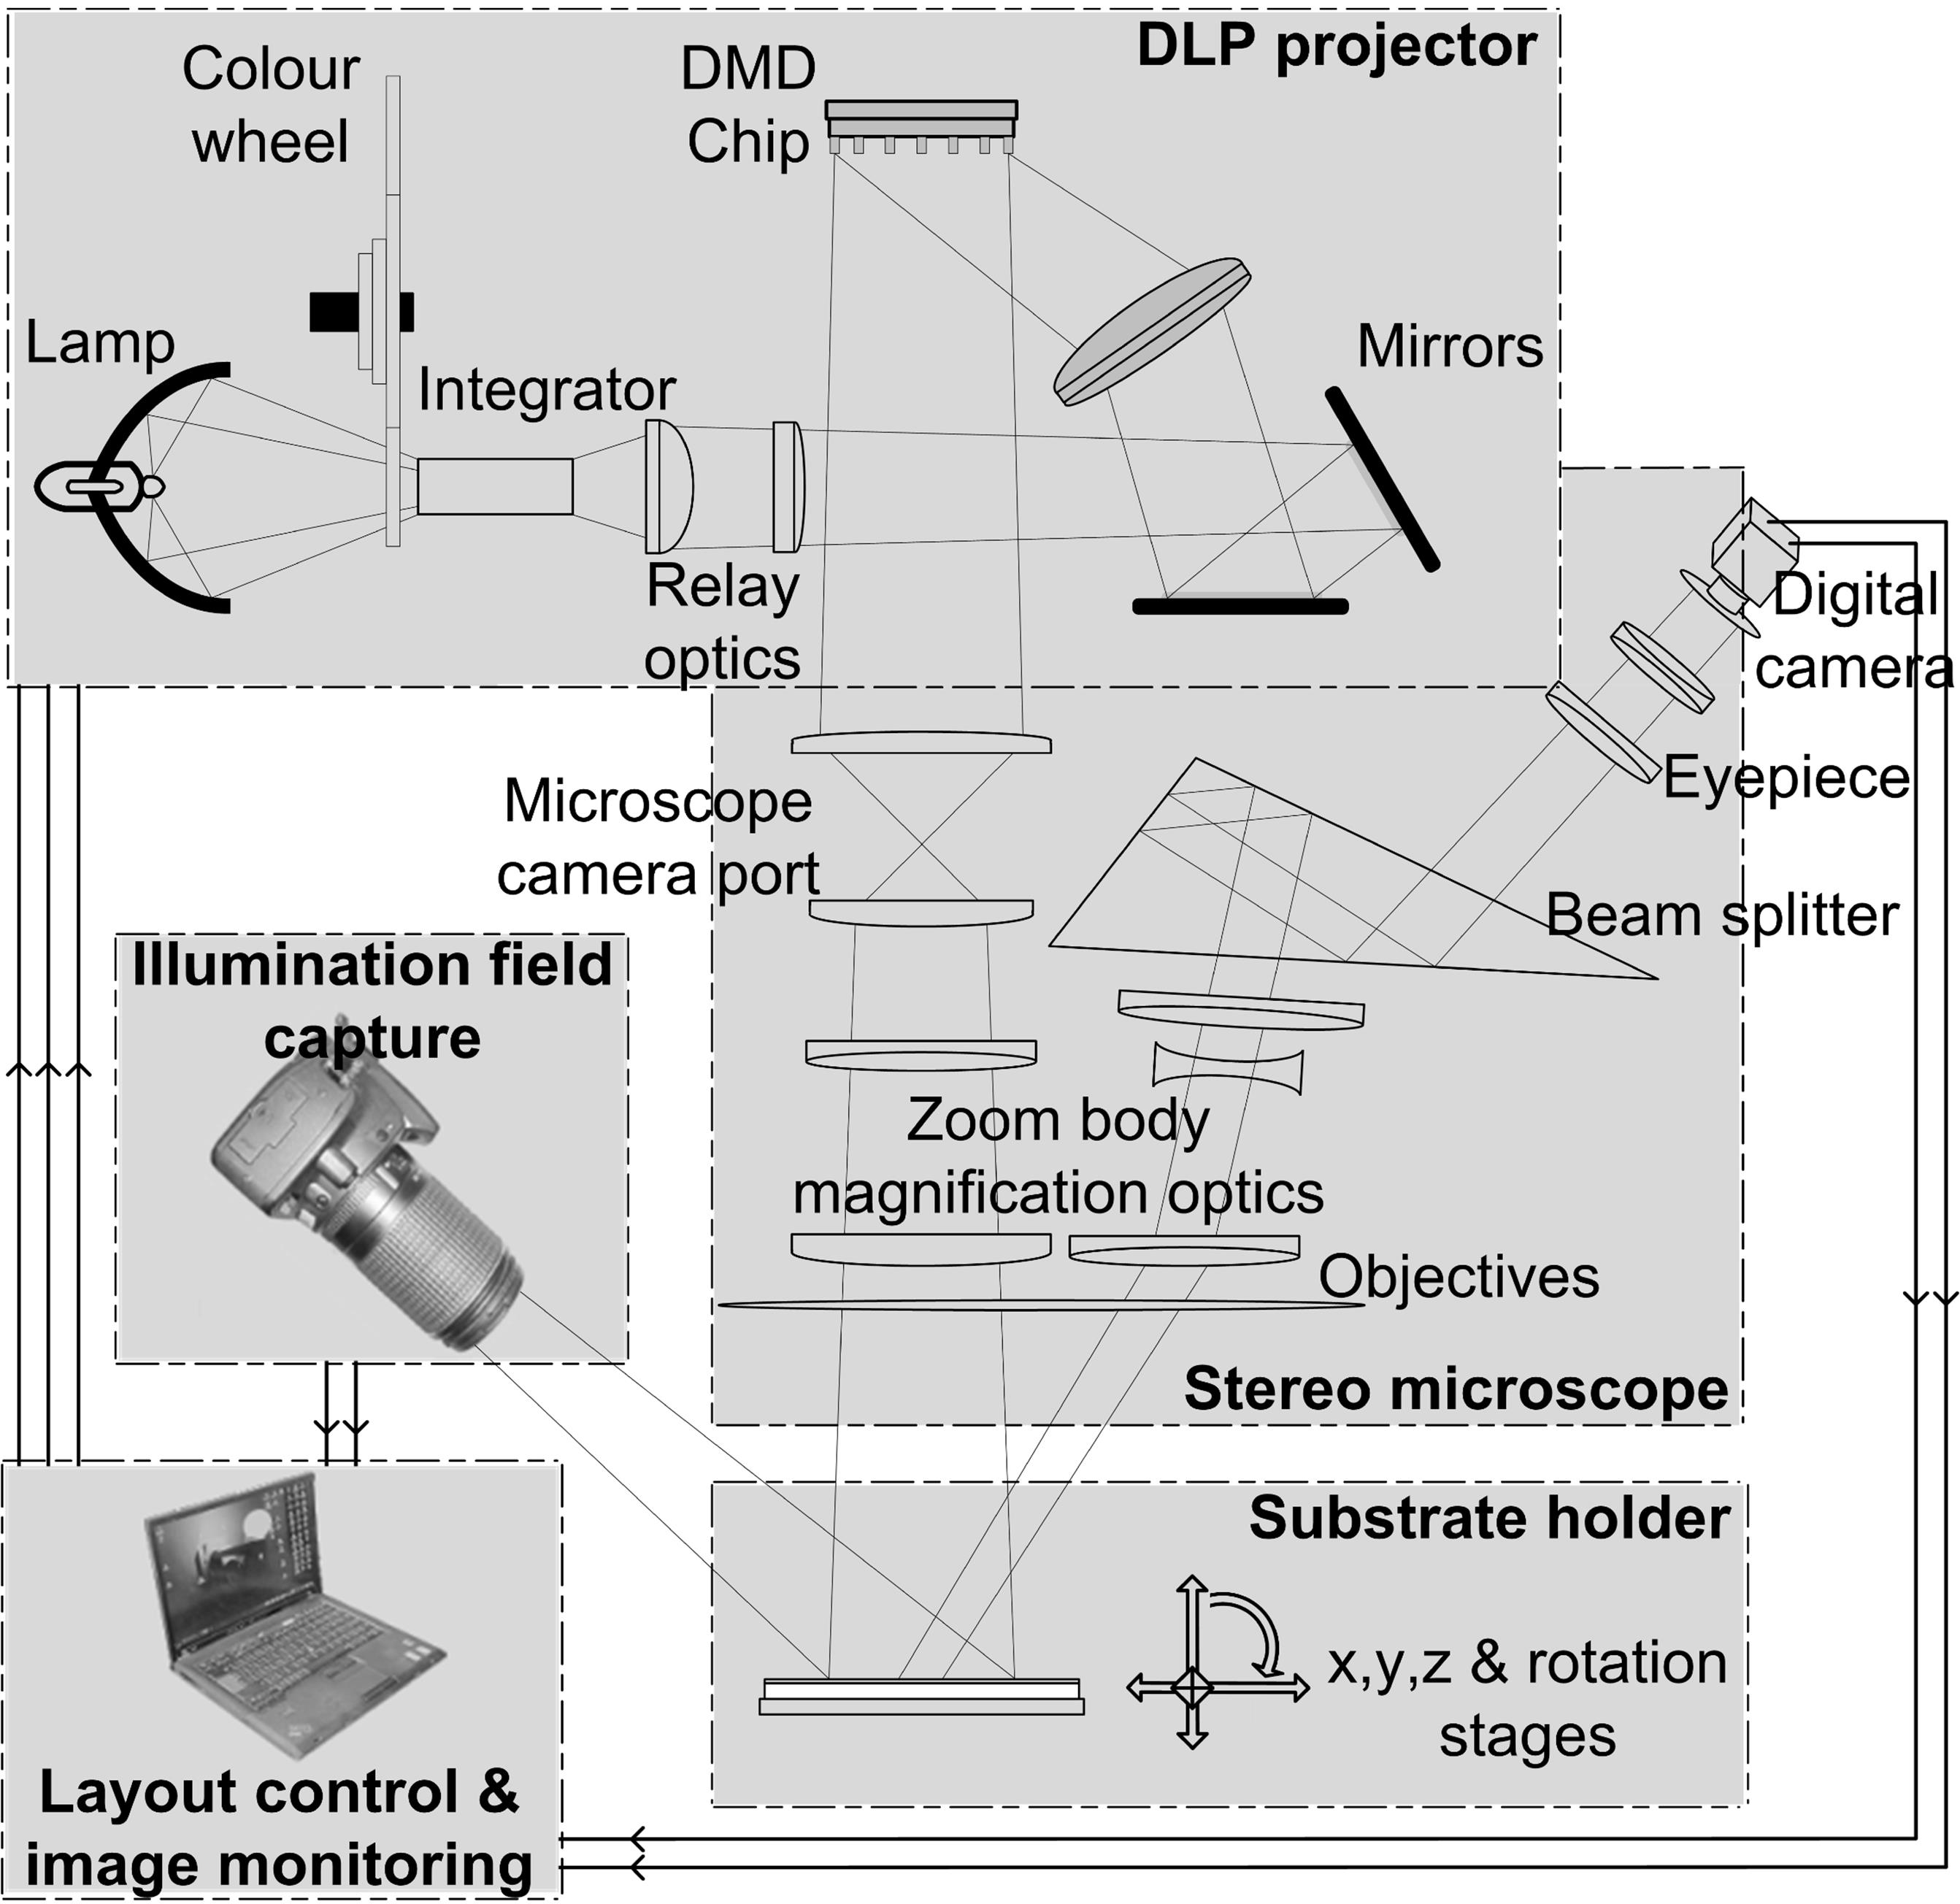 DLP projector
Colour
wheel
DMD
Chip
Lamp
Integrator
Mirrors
Relay
optics
Digital
camera
Eyepiece
Microscope
camera port
Beam splitter
Illumination field
capture
Zoom body
magnification optics
Objectives
Stereo microscope
Substrate holder
x,y,z & rotation
stages
Layout control &
image monitoring